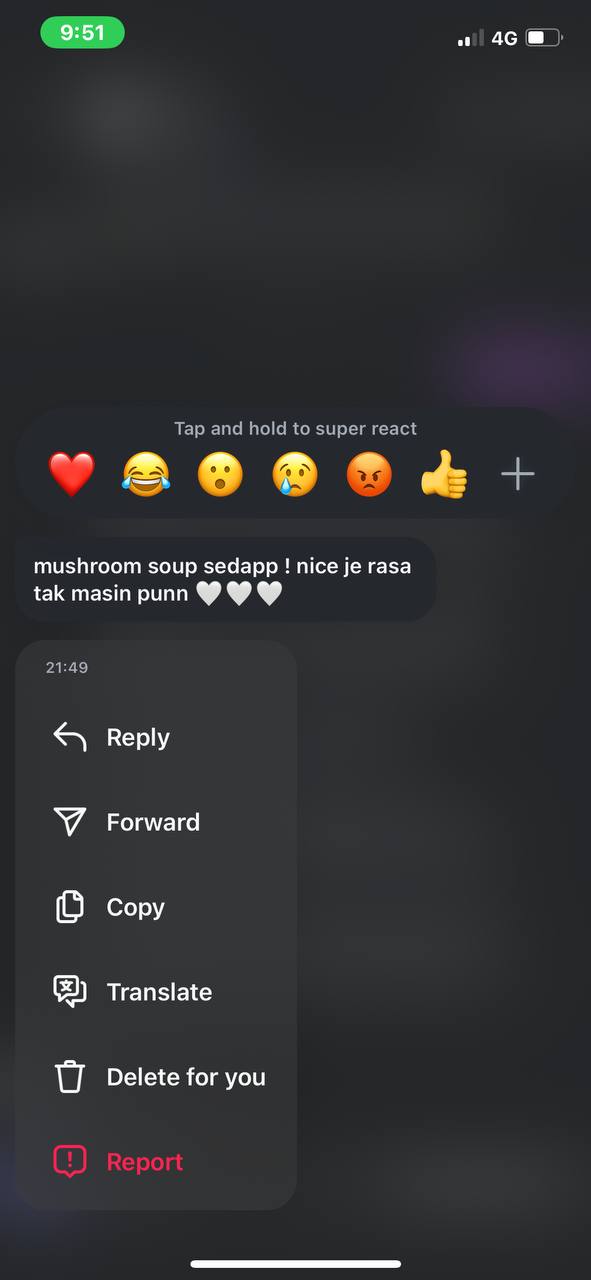 9:51
4G
Tap and hold to super react
mushroom soup sedapp ! nice je rasa
tak masin punn 🤍🤍🤍
21:49
Reply
Forward
Copy
Translate
Delete for you
Report